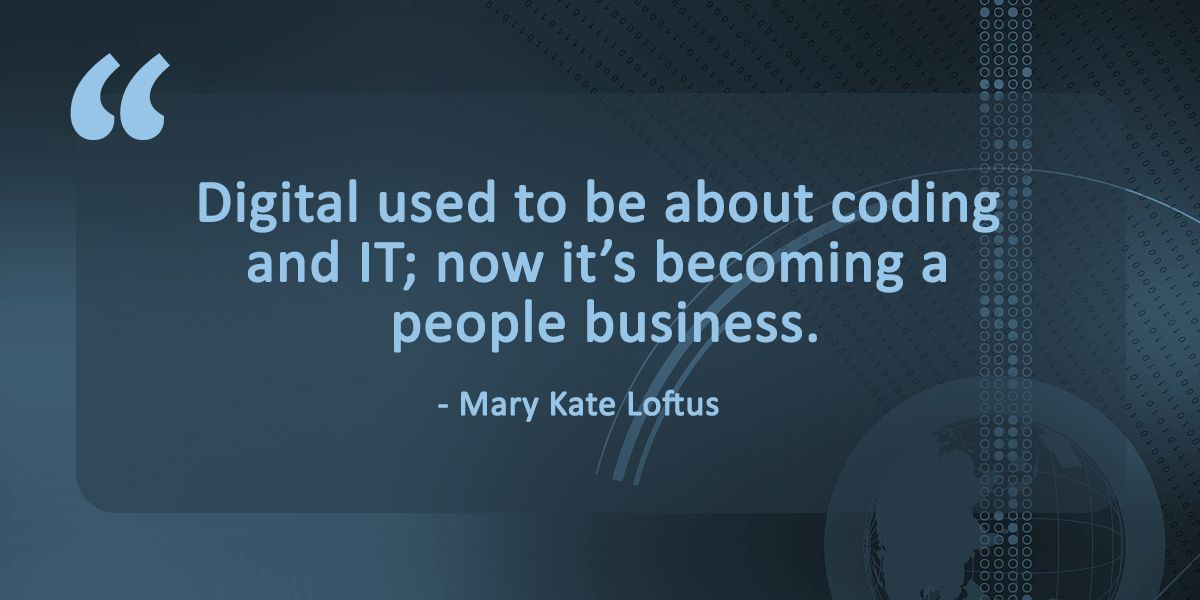 “
Digital used to be about coding
and IT; now it’s becoming a
people business.
- Mary Kate Loftus